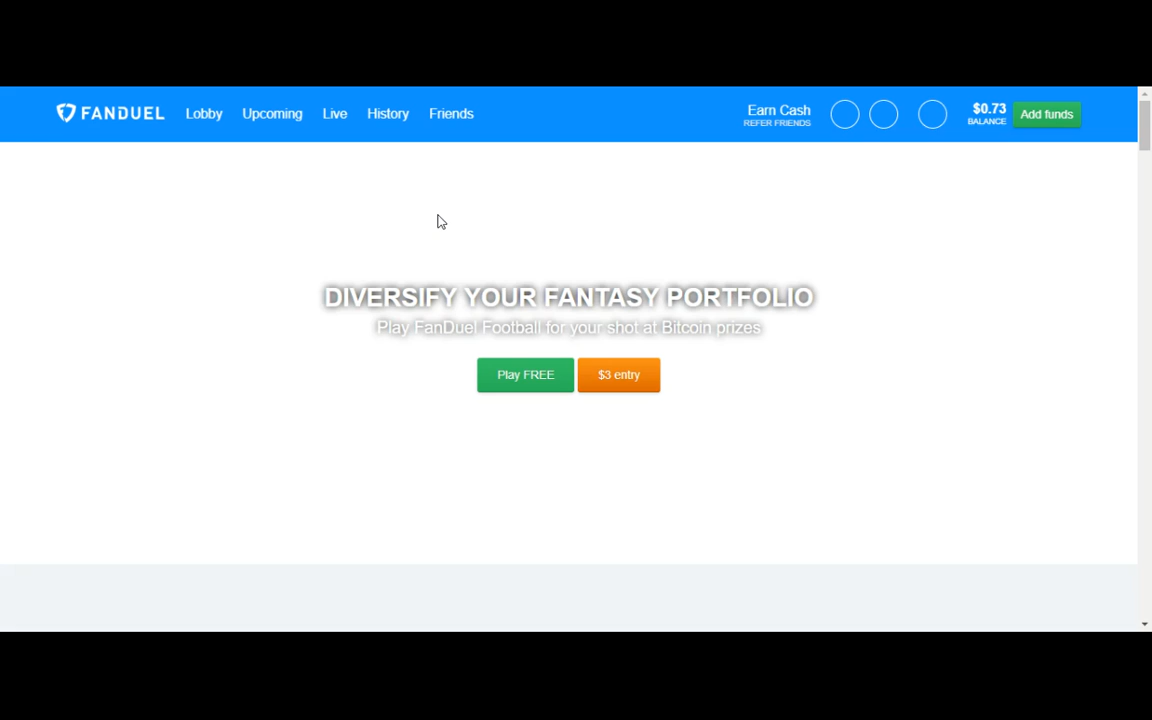 FANDUEL Lobby Upcoming Live History Friends Earn Cash $0.73 Add funds
REFER FRIENDS BALANCE
DIVERSIFY YOUR FANTASY PORTFOLIO
Play FanDuel Football for your shot at Bitcoin prizes
Play FREE $3 entry